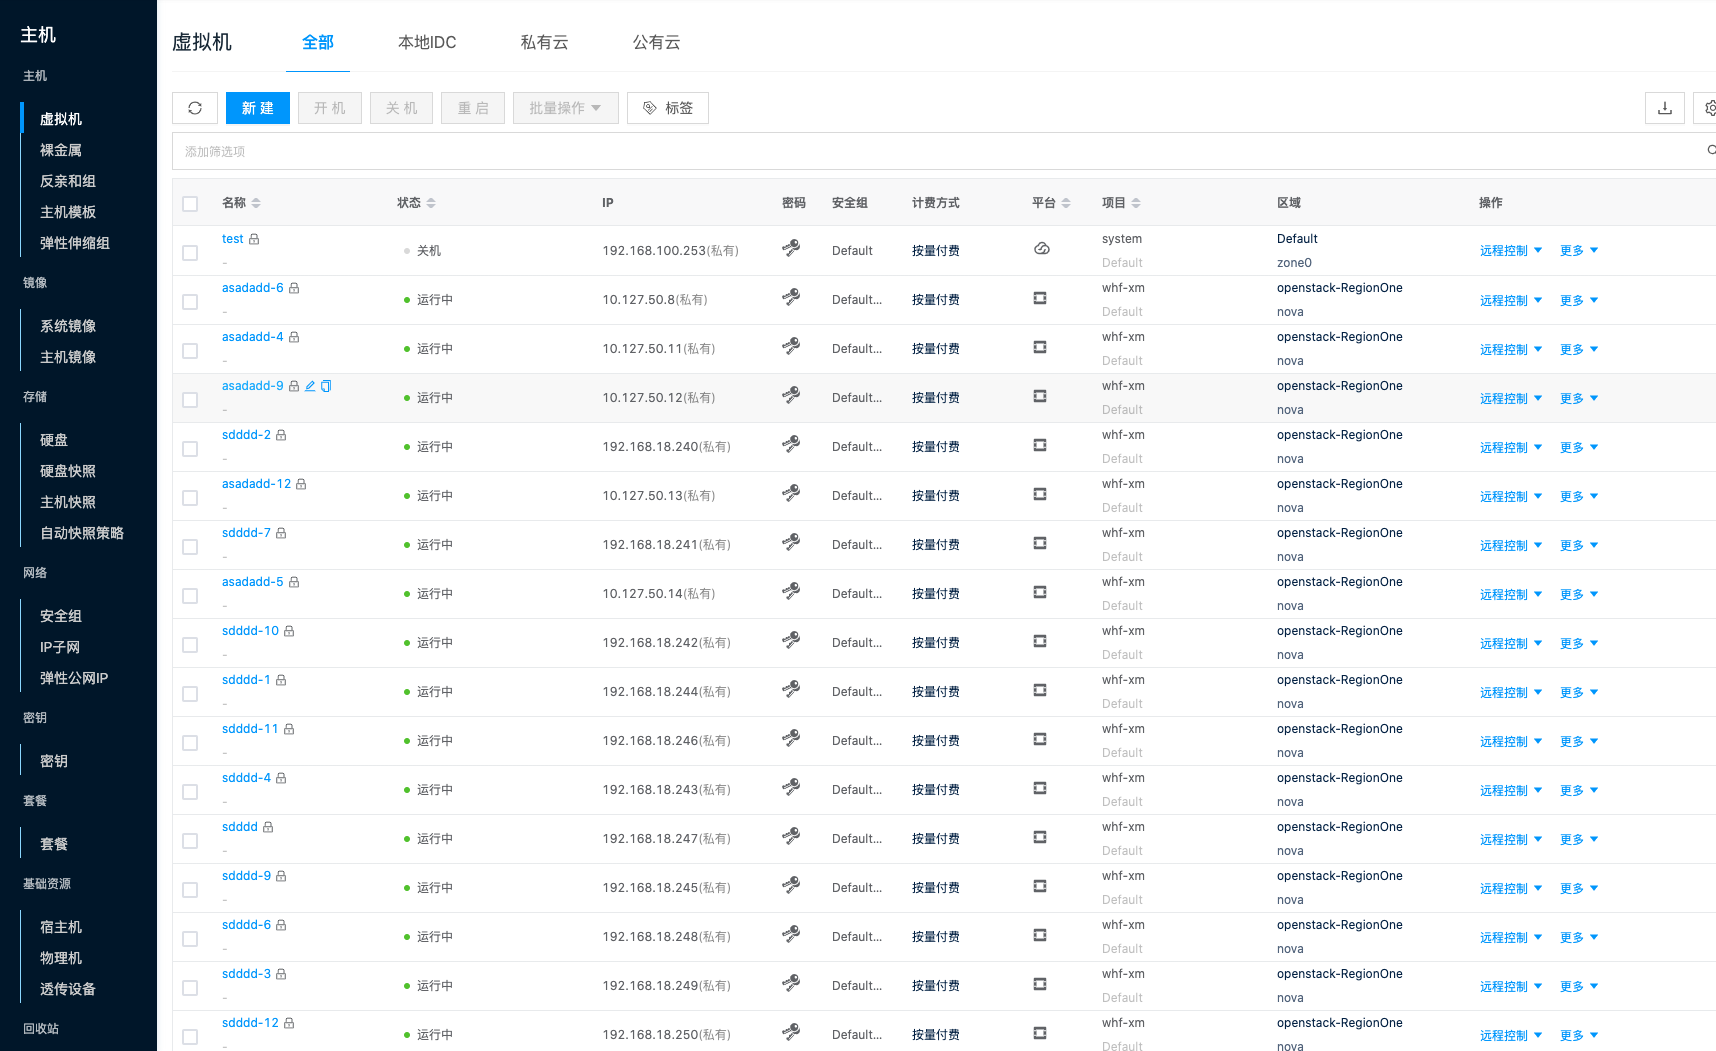 主机
主机
虚拟机
裸金属
反亲和组
主机模板
弹性伸缩组
镜像
系统镜像
主机镜像
存储
硬盘
硬盘快照
主机快照
自动快照策略
网络
安全组
IP子网
弹性公网IP
密钥
密钥
套餐
套餐
基础资源
宿主机
物理机
透传设备
回收站
虚拟机 全部 本地IDC 私有云 公有云
新 建 开 机 关 机 重 启 批量操作 标签
添加筛选项
名称 状态 IP 密码 安全组 计费方式 平台 项目 区域 操作
test 关机 192.168.100.253(私有) Default 按量付费 system Default 远程控制 更多
- Default zone0
asadadd-6 运行中 10.127.50.8(私有) Default... 按量付费 whf-xm openstack-RegionOne 远程控制 更多
- Default nova
asadadd-4 运行中 10.127.50.11(私有) Default... 按量付费 whf-xm openstack-RegionOne 远程控制 更多
- Default nova
asadadd-9 运行中 10.127.50.12(私有) Default... 按量付费 whf-xm openstack-RegionOne 远程控制 更多
- Default nova
sdddd-2 运行中 192.168.18.240(私有) Default... 按量付费 whf-xm openstack-RegionOne 远程控制 更多
- Default nova
asadadd-12 运行中 10.127.50.13(私有) Default... 按量付费 whf-xm openstack-RegionOne 远程控制 更多
- Default nova
sdddd-7 运行中 192.168.18.241(私有) Default... 按量付费 whf-xm openstack-RegionOne 远程控制 更多
- Default nova
asadadd-5 运行中 10.127.50.14(私有) Default... 按量付费 whf-xm openstack-RegionOne 远程控制 更多
- Default nova
sdddd-10 运行中 192.168.18.242(私有) Default... 按量付费 whf-xm openstack-RegionOne 远程控制 更多
- Default nova
sdddd-1 运行中 192.168.18.244(私有) Default... 按量付费 whf-xm openstack-RegionOne 远程控制 更多
- Default nova
sdddd-11 运行中 192.168.18.246(私有) Default... 按量付费 whf-xm openstack-RegionOne 远程控制 更多
- Default nova
sdddd-4 运行中 192.168.18.243(私有) Default... 按量付费 whf-xm openstack-RegionOne 远程控制 更多
- Default nova
sdddd 运行中 192.168.18.247(私有) Default... 按量付费 whf-xm openstack-RegionOne 远程控制 更多
- Default nova
sdddd-9 运行中 192.168.18.245(私有) Default... 按量付费 whf-xm openstack-RegionOne 远程控制 更多
- Default nova
sdddd-6 运行中 192.168.18.248(私有) Default... 按量付费 whf-xm openstack-RegionOne 远程控制 更多
- Default nova
sdddd-3 运行中 192.168.18.249(私有) Default... 按量付费 whf-xm openstack-RegionOne 远程控制 更多
- Default nova
sdddd-12 运行中 192.168.18.250(私有) Default... 按量付费 whf-xm openstack-RegionOne 远程控制 更多
- Default nova